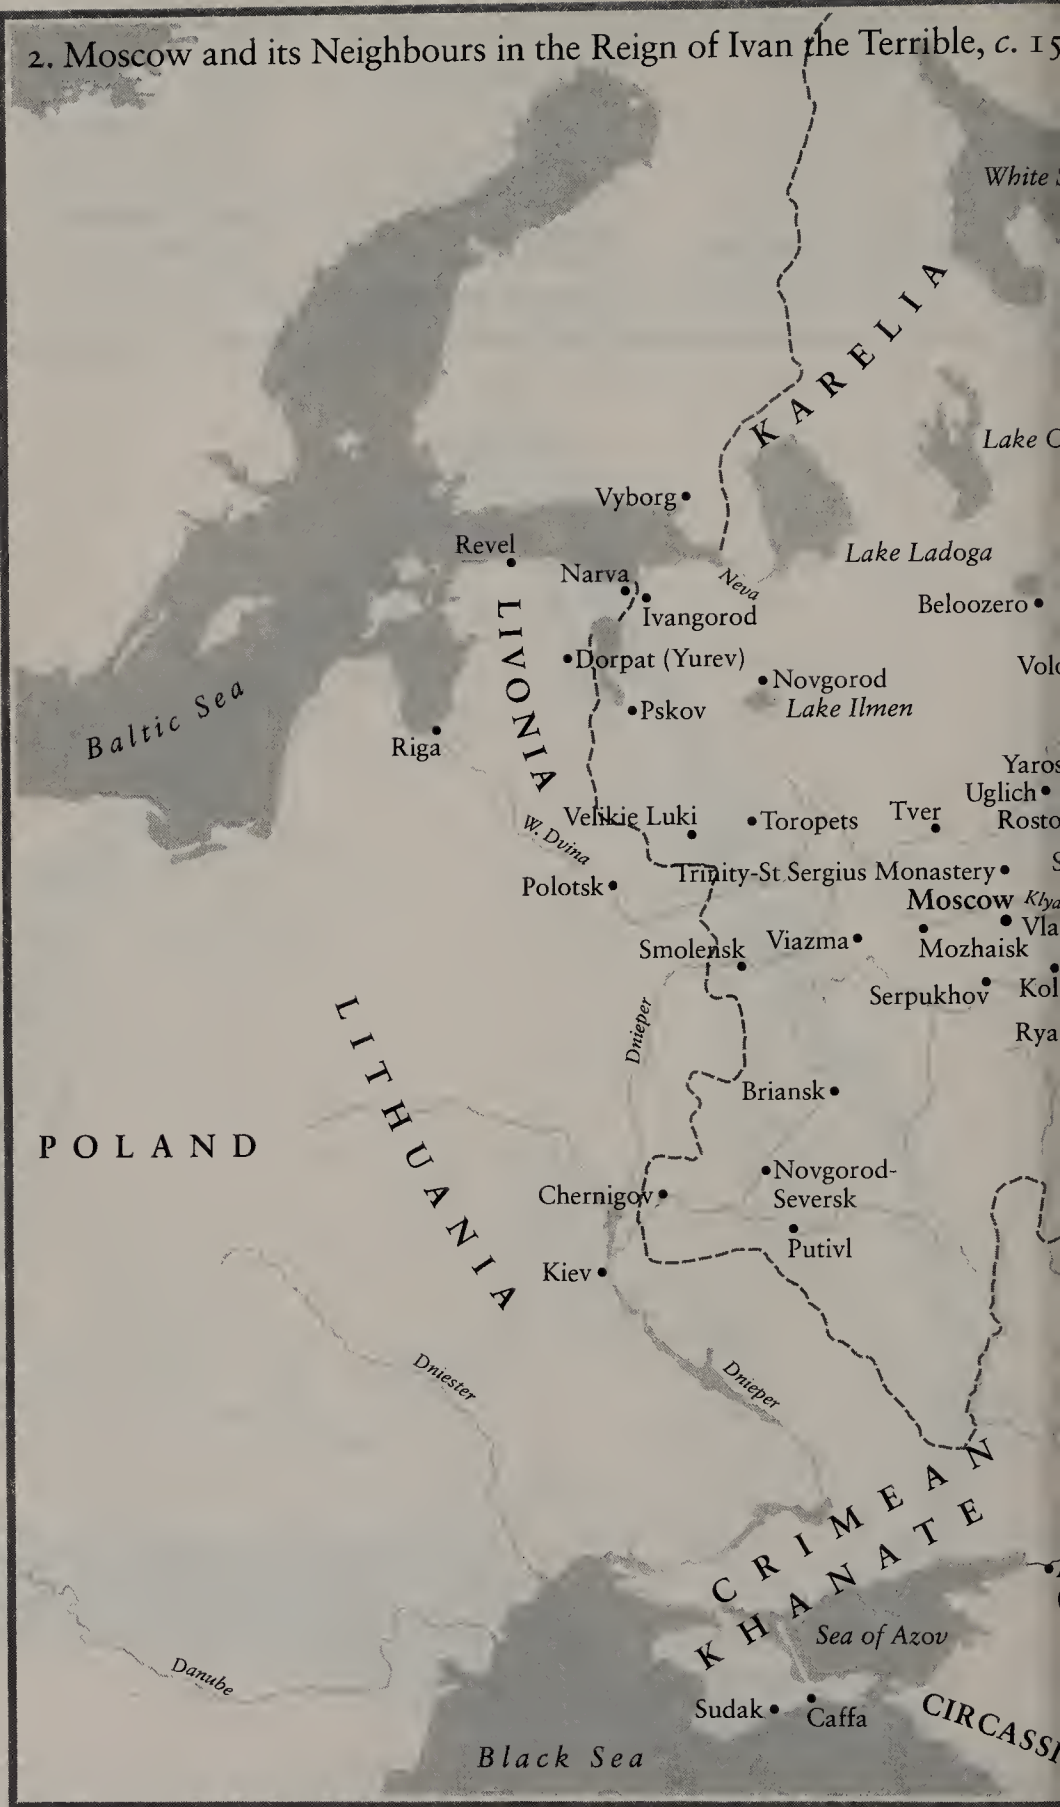 2. Moscow and its Neighbours in the Reign of Ivan the Terrible, c. 15
White
KARELIA
Lake
Vyborg
Revel
Lake Ladoga
Narva
Neva
Ivangorod
Beloozero
LIVONIA
Dorpat (Yurev)
Novgorod
Lake Ilmen
Pskov
Baltic Sea
Riga
Uglich
Velikie Luki
Toropets
Tver
W. Dvina
Trinity-St Sergius Monastery
Polotsk
Moscow
Smolensk
Viazma
Mozhaisk
Serpukhov
LITHUANIA
Dnieper
Briansk
POLAND
Novgorod-
Seversk
Chernigov
Putivl
Kiev
Dniester
Dnieper
CRIMEAN
KHANATE
Sea of Azov
Danube
Sudak
Caffa
Black Sea